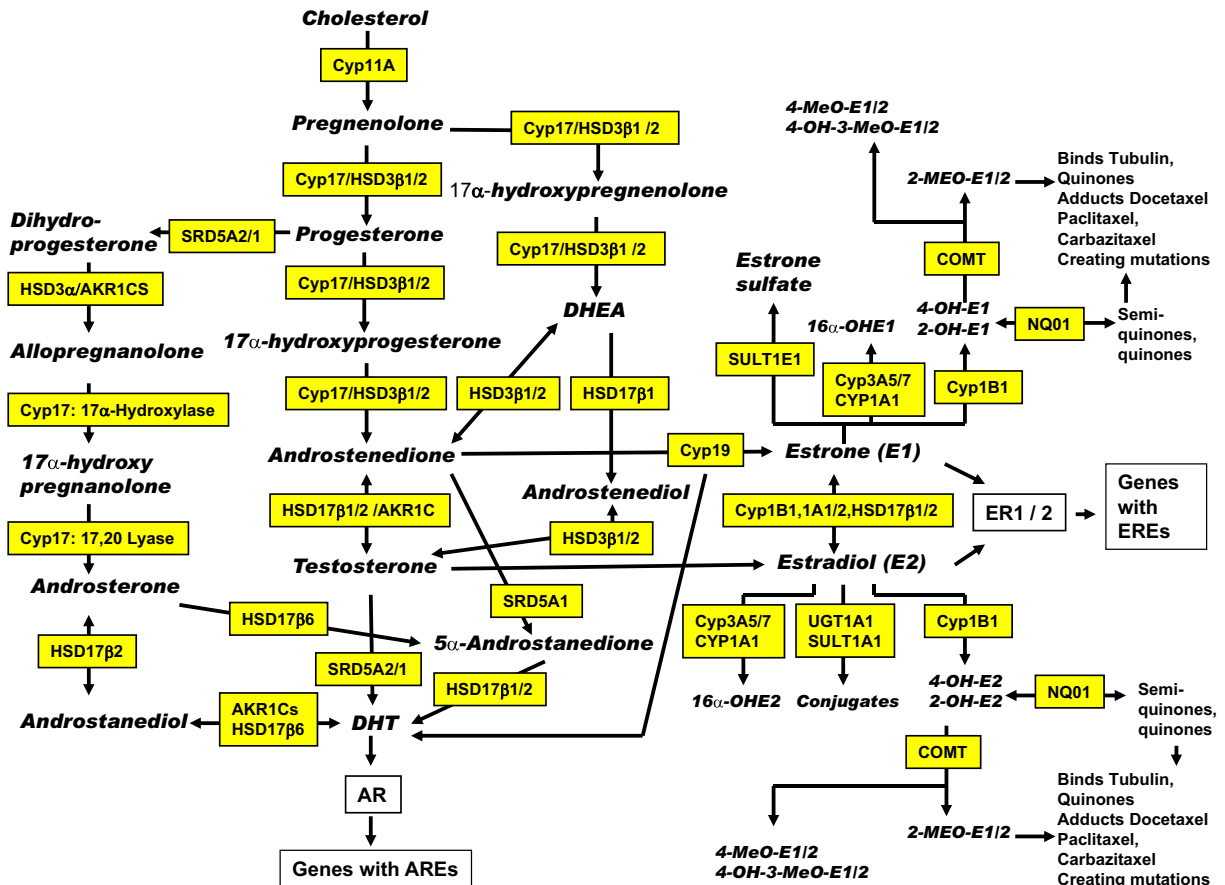 Cholesterol
Cyp11A
Pregnenolone
Cyp17/HSD3β1 /2
4-MeO-E1/2
4-OH-3-MeO-E1/2
Cyp17/HSD3β1/2
17α-hydroxypregnenolone
2-MEO-E1/2
Binds Tubulin,
Quinones
Adducts Docetaxel
Paclitaxel,
Carbazitaxel
Creating mutations
Dihydro-
progesterone
SRD5A2/1
Progesterone
Cyp17/HSD3β1 /2
Estrone
sulfate
COMT
HSD3α/AKR1CS
Cyp17/HSD3β1/2
DHEA
16α-OHE1
4-OH-E1
2-OH-E1
NQ01
Semi-
quinones,
quinones
Allopregnanolone
17α-hydroxyprogesterone
SULT1E1
Cyp3A5/7
CYP1A1
Cyp1B1
Cyp17: 17α-Hydroxylase
Cyp17/HSD3β1/2
HSD3β1/2
HSD17β1
17α-hydroxy
pregnanolone
Androstenedione
Cyp19
Estrone (E1)
Androstenediol
HSD17β1/2 /AKR1C
Cyp1B1,1A1/2,HSD17β1/2
ER1 / 2
Genes
with
EREs
Cyp17: 17,20 Lyase
HSD3β1/2
Androsterone
Testosterone
Estradiol (E2)
HSD17β6
SRD5A1
Cyp3A5/7
CYP1A1
UGT1A1
SULT1A1
Cyp1B1
HSD17β2
5α-Androstanedione
SRD5A2/1
HSD17β1/2
4-OH-E2
2-OH-E2
NQ01
Semi-
quinones,
quinones
16α-OHE2
Conjugates
Androstanediol
AKR1Cs
HSD17β6
DHT
COMT
AR
Binds Tubulin,
Quinones
Adducts Docetaxel
Paclitaxel,
Carbazitaxel
Creating mutations
2-MEO-E1/2
4-MeO-E1/2
4-OH-3-MeO-E1/2
Genes with AREs